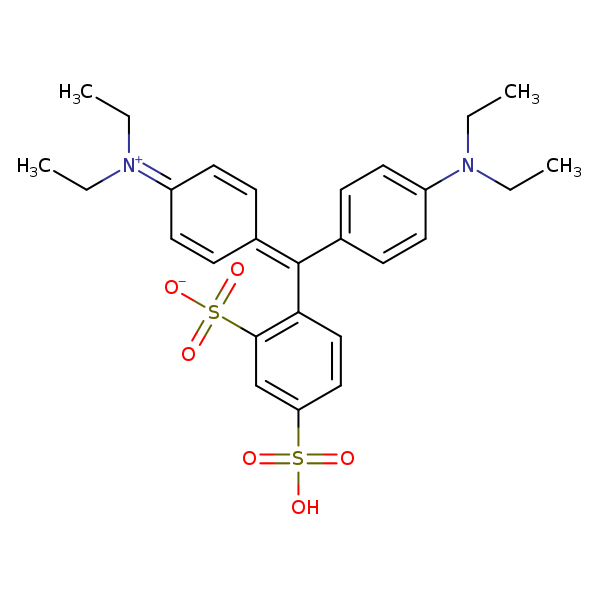 H₃C CH₃
H₃C N⁺ N CH₃
O⁻ O
S
O
O S O
OH